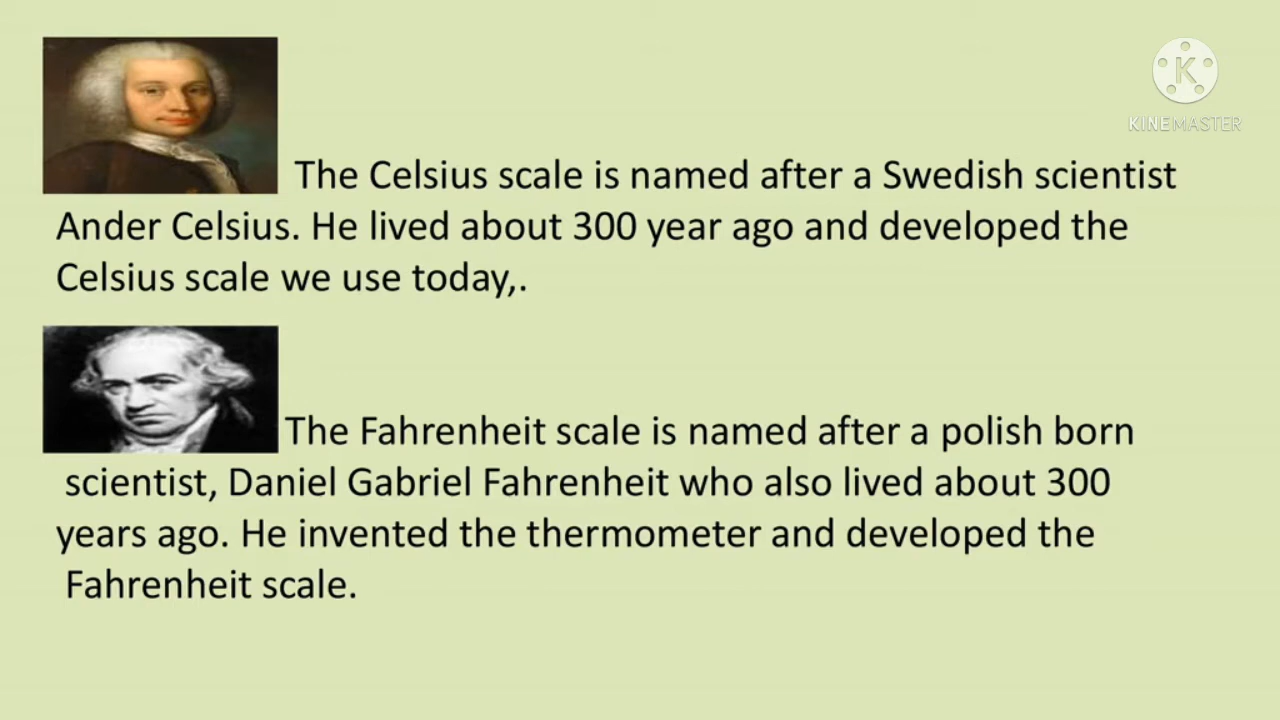 K
KINEMASTER
The Celsius scale is named after a Swedish scientist
Ander Celsius. He lived about 300 year ago and developed the
Celsius scale we use today,.
The Fahrenheit scale is named after a polish born
scientist, Daniel Gabriel Fahrenheit who also lived about 300
years ago. He invented the thermometer and developed the
Fahrenheit scale.